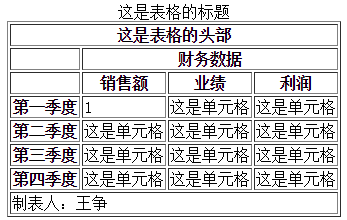 这是表格的标题
这是表格的头部
财务数据
销售额 业绩 利润
第一季度 1 这是单元格 这是单元格
第二季度 这是单元格 这是单元格 这是单元格
第三季度 这是单元格 这是单元格 这是单元格
第四季度 这是单元格 这是单元格 这是单元格
制表人：王争